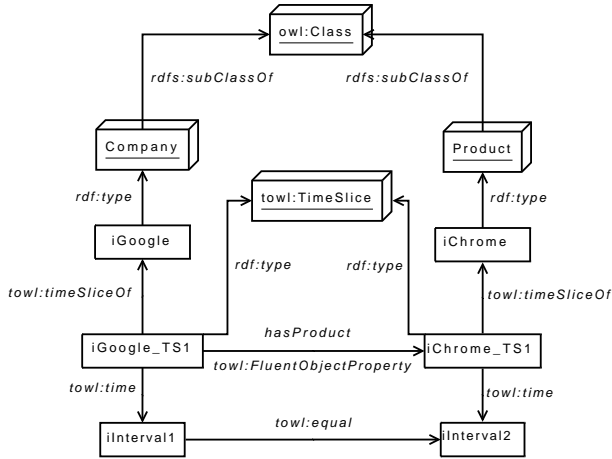 owl:Class
rdfs:subClassOf
rdfs:subClassOf
Company
Product
rdf:type
towl:TimeSlice
rdf:type
iGoogle
iChrome
rdf:type
rdf:type
towl:timeSliceOf
towl:timeSliceOf
hasProduct
iGoogle_TS1
iChrome_TS1
towl:FluentObjectProperty
towl:time
towl:time
towl:equal
iInterval1
iInterval2